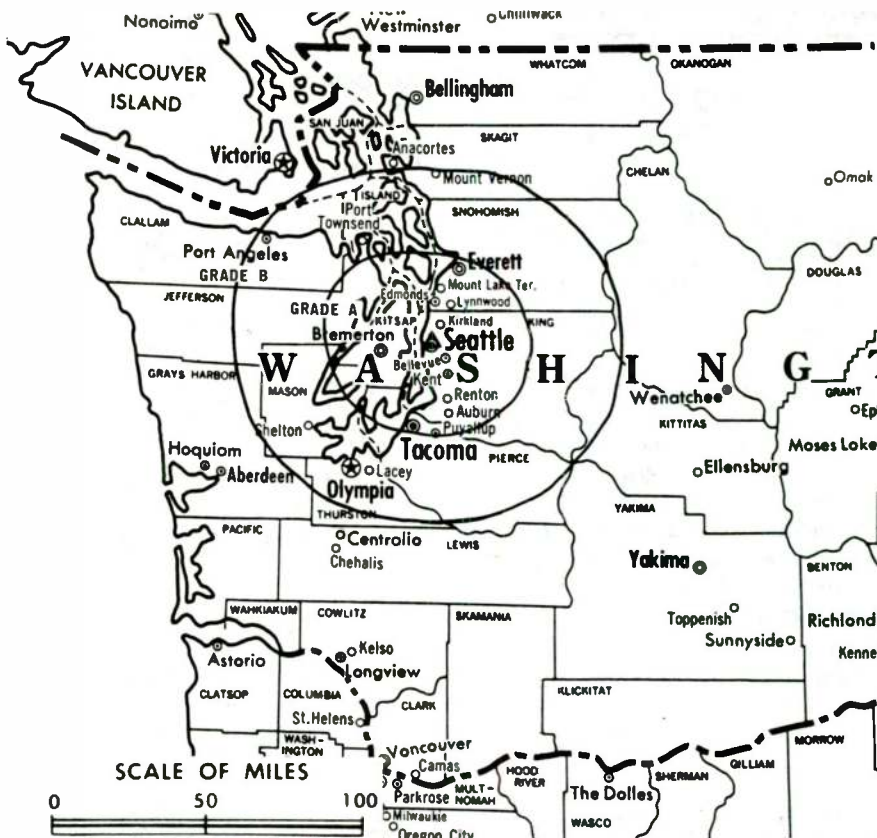 Nanaimo
New
Westminster
Chilliwack
VANCOUVER
ISLAND
WHATCOM
OKANOGAN
Bellingham
SAN JUAN
SKAGIT
Victoria
Anacortes
Mount Vernon
CHELAN
Omak
ISLAND
Port
Townsend
SNOHOMISH
CLALLAM
Port Angeles
GRADE B
Everett
DOUGLAS
Mount Lake Ter.
Edmonds
Lynnwood
JEFFERSON
GRADE A
KITSAP
Kirkland
KING
Bremerton
Seattle
Bellevue
W A S H I N G T
GRAYS HARBOR
MASON
Kent
Renton
Wenatchee
GRANT
Ep
Auburn
KITTITAS
Shelton
Puyallup
Tacoma
PIERCE
Hoquiam
Aberdeen
Lacey
Olympia
Ellensburg
Moses Lake
THURSTON
YAKIMA
PACIFIC
Centralia
LEWIS
Chehalis
Yakima
BENTON
WAHKIAKUM
COWLITZ
SKAMANIA
Toppenish
Richland
Sunnyside
Kenne
Kelso
Astoria
Longview
CLATSOP
COLUMBIA
KLICKITAT
CLARK
St. Helens
WASH-
INGTON
MORROW
Vancouver
GILLIAM
Camas
HOOD
RIVER
SHERMAN
SCALE OF MILES
0 50 100
Parkrose
MULT-
NOMAH
The Dalles
WASCO
Milwaukie
Oregon City